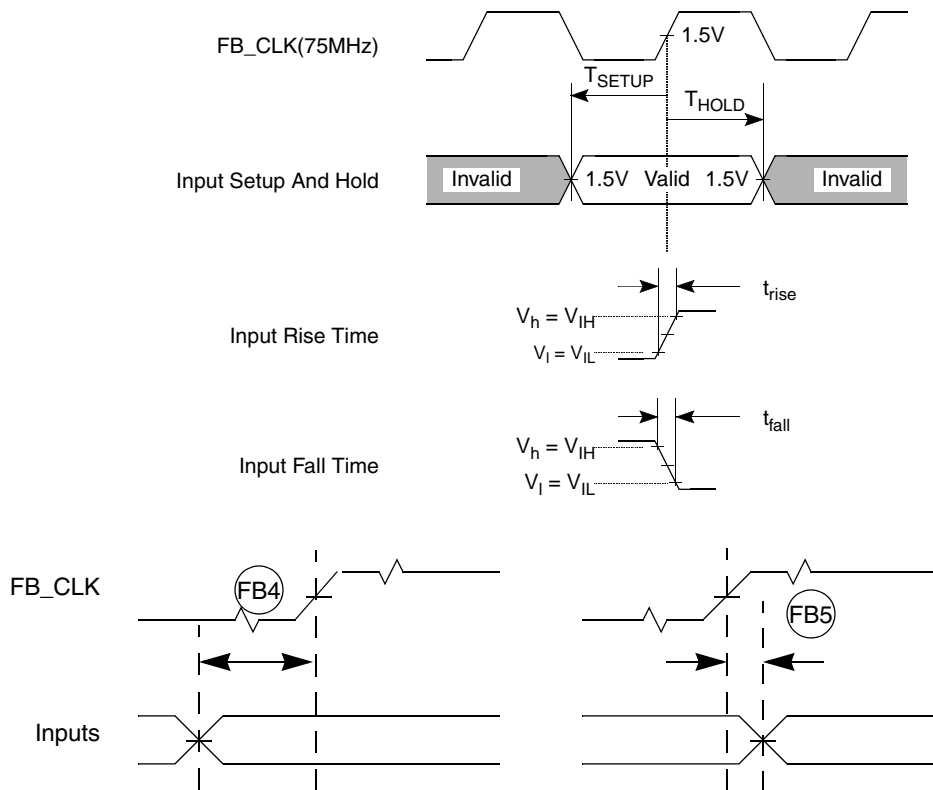 FB_CLK(75MHz)
1.5V
TSETUP
THOLD
Input Setup And Hold
Invalid
1.5V Valid 1.5V
Invalid
trise
Vh = VIH
Input Rise Time
Vl = VIL
tfall
Vh = VIH
Input Fall Time
Vl = VIL
FB_CLK
FB4
FB5
Inputs